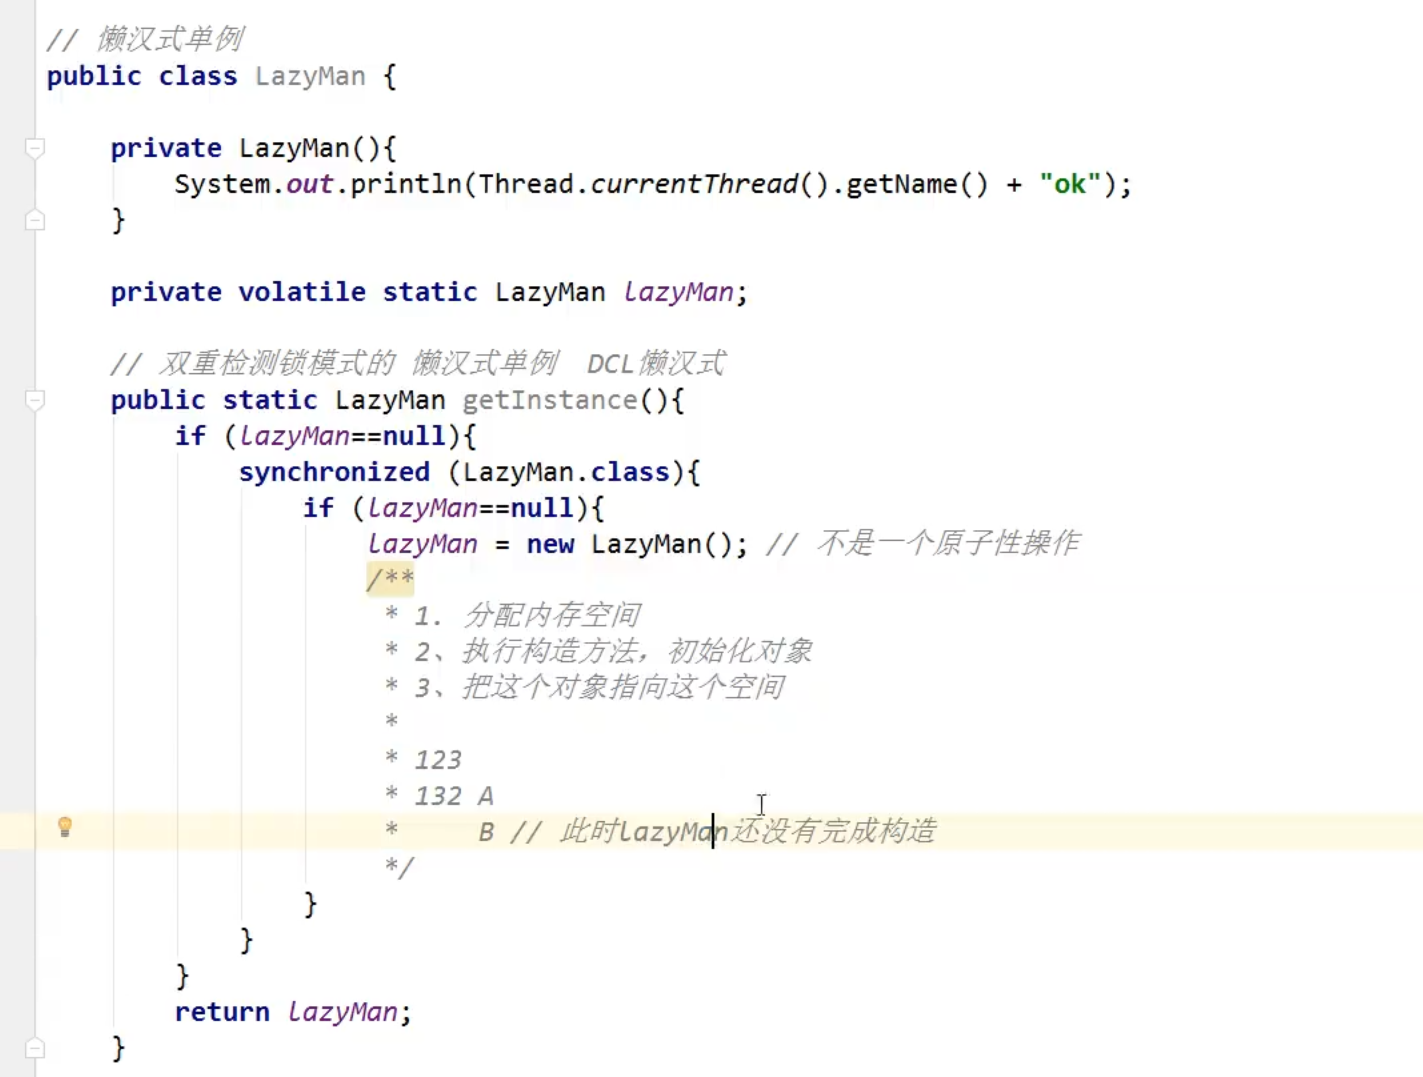 // 懒汉式单例
public class LazyMan {
private LazyMan(){
System.out.println(Thread.currentThread().getName() + "ok");
}
private volatile static LazyMan lazyMan;
// 双重检测锁模式的 懒汉式单例 DCL懒汉式
public static LazyMan getInstance(){
if (lazyMan==null){
synchronized (LazyMan.class){
if (lazyMan==null){
lazyMan = new LazyMan(); // 不是一个原子性操作
/**
* 1. 分配内存空间
* 2、执行构造方法，初始化对象
* 3、把这个对象指向这个空间
*
* 123
* 132 A
* B // 此时lazyMan还没有完成构造
*/
}
}
}
return lazyMan;
}